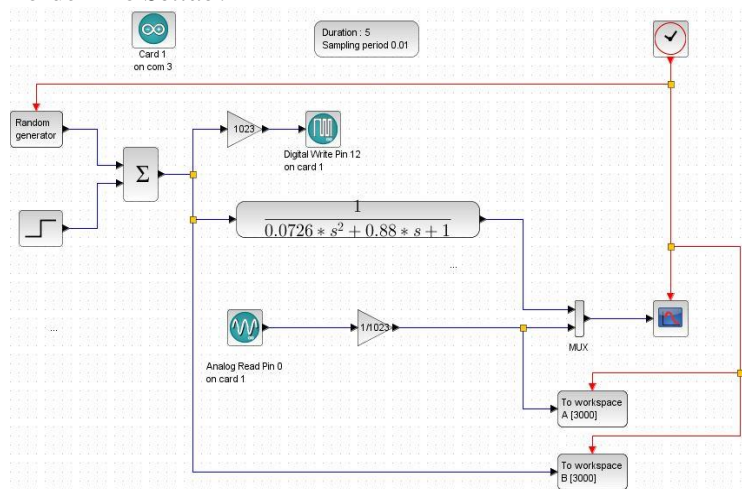 Card 1
on com 3
Duration : 5
Sampling period 0.01
Random
generator
1023
Digital Write Pin 12
on card 1
Σ
1
0.0726 * s² + 0.88 * s + 1
...
...
1/1023
MUX
Analog Read Pin 0
on card 1
To workspace
A [3000]
To workspace
B [3000]